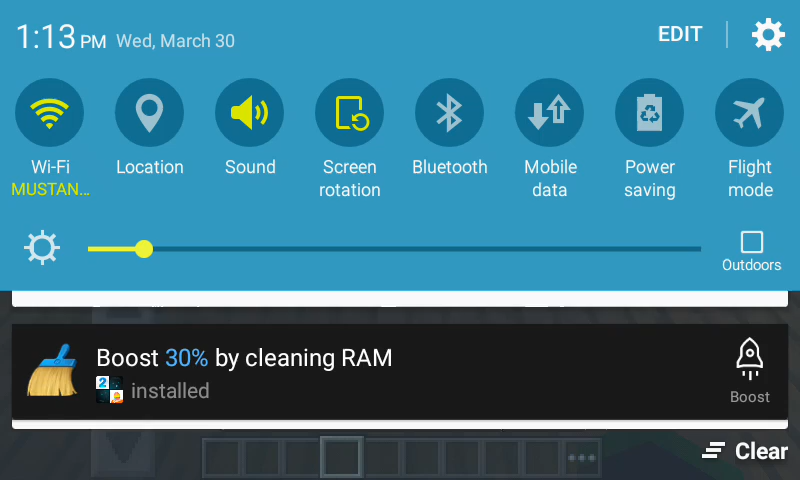 1:13 PM Wed, March 30
EDIT
Wi-Fi
MUSTAN...
Location
Sound
Screen
rotation
Bluetooth
Mobile
data
Power
saving
Flight
mode
Outdoors
Boost 30% by cleaning RAM
2
installed
Boost
Clear